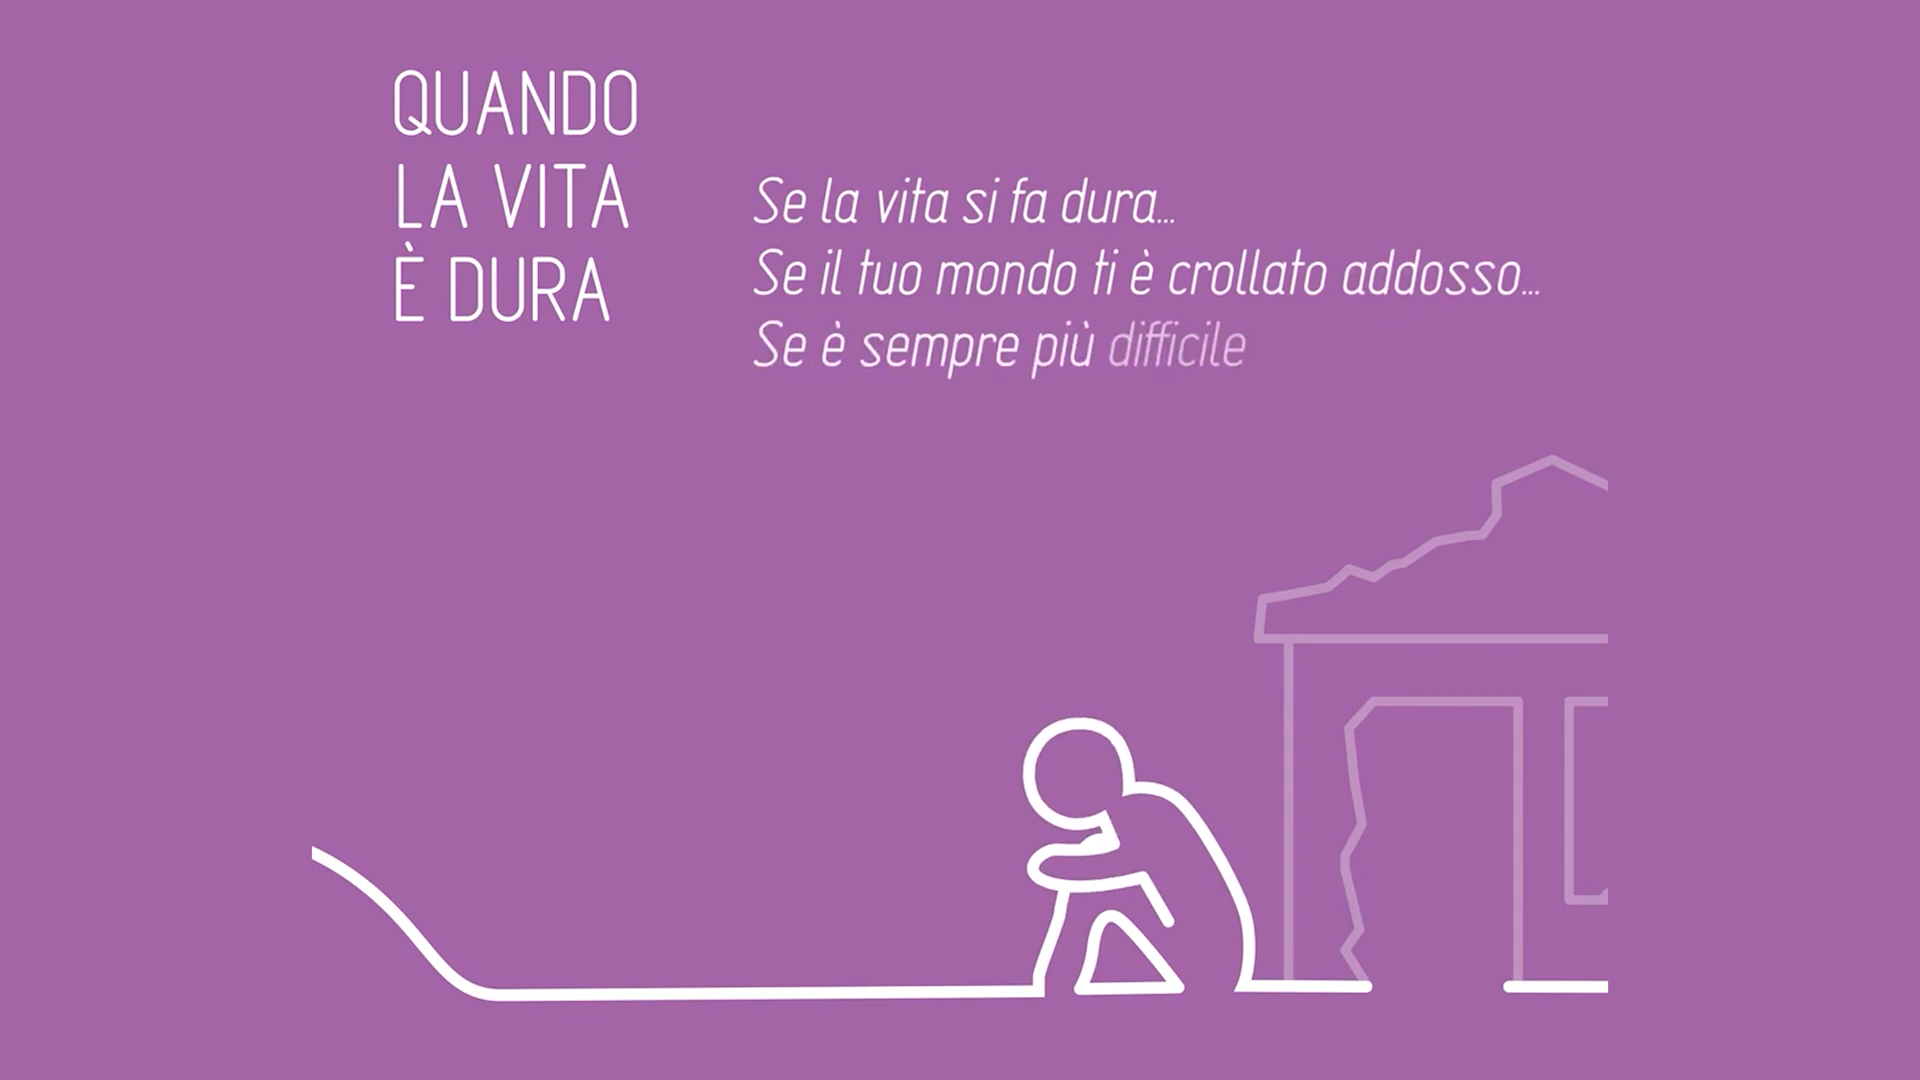 QUANDO
LA VITA
È DURA
Se la vita si fa dura...
Se il tuo mondo ti è crollato addosso...
Se è sempre più difficile